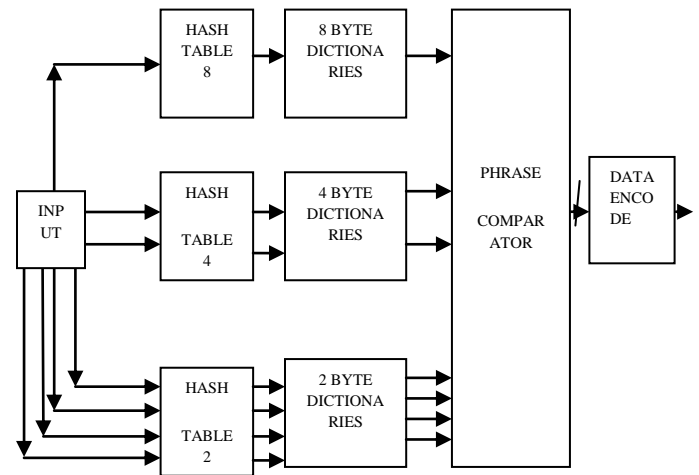 HASH
TABLE
8
8 BYTE
DICTIONA
RIES
INP
UT
HASH
TABLE
4
4 BYTE
DICTIONA
RIES
PHRASE
COMPAR
ATOR
DATA
ENCO
DE
HASH
TABLE
2
2 BYTE
DICTIONA
RIES